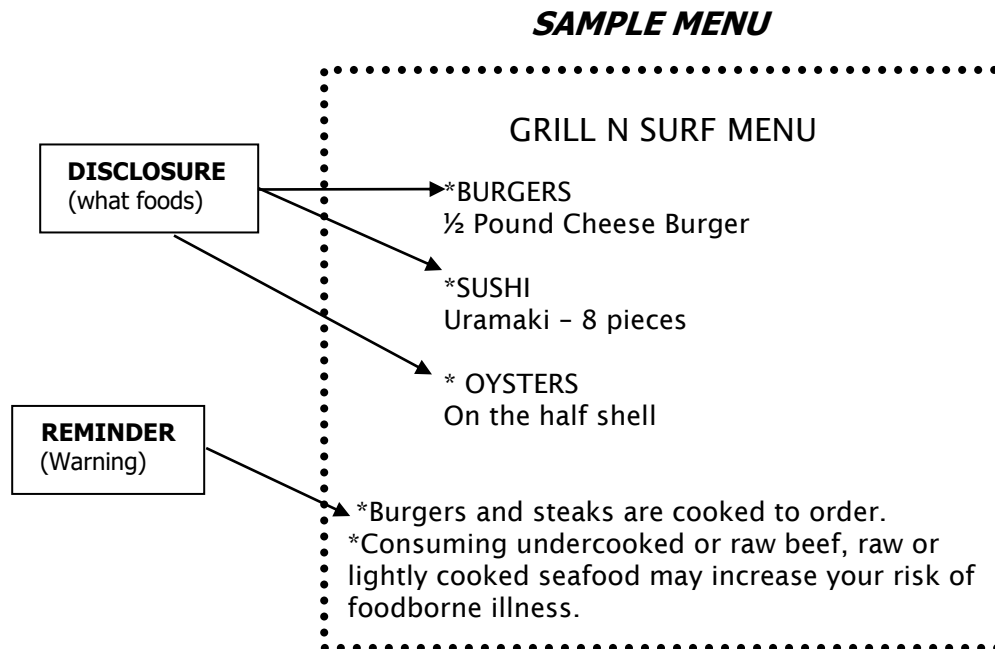 SAMPLE MENU
GRILL N SURF MENU
DISCLOSURE
(what foods)
*BURGERS
½ Pound Cheese Burger
*SUSHI
Uramaki – 8 pieces
* OYSTERS
On the half shell
REMINDER
(Warning)
*Burgers and steaks are cooked to order.
*Consuming undercooked or raw beef, raw or
lightly cooked seafood may increase your risk of
foodborne illness.